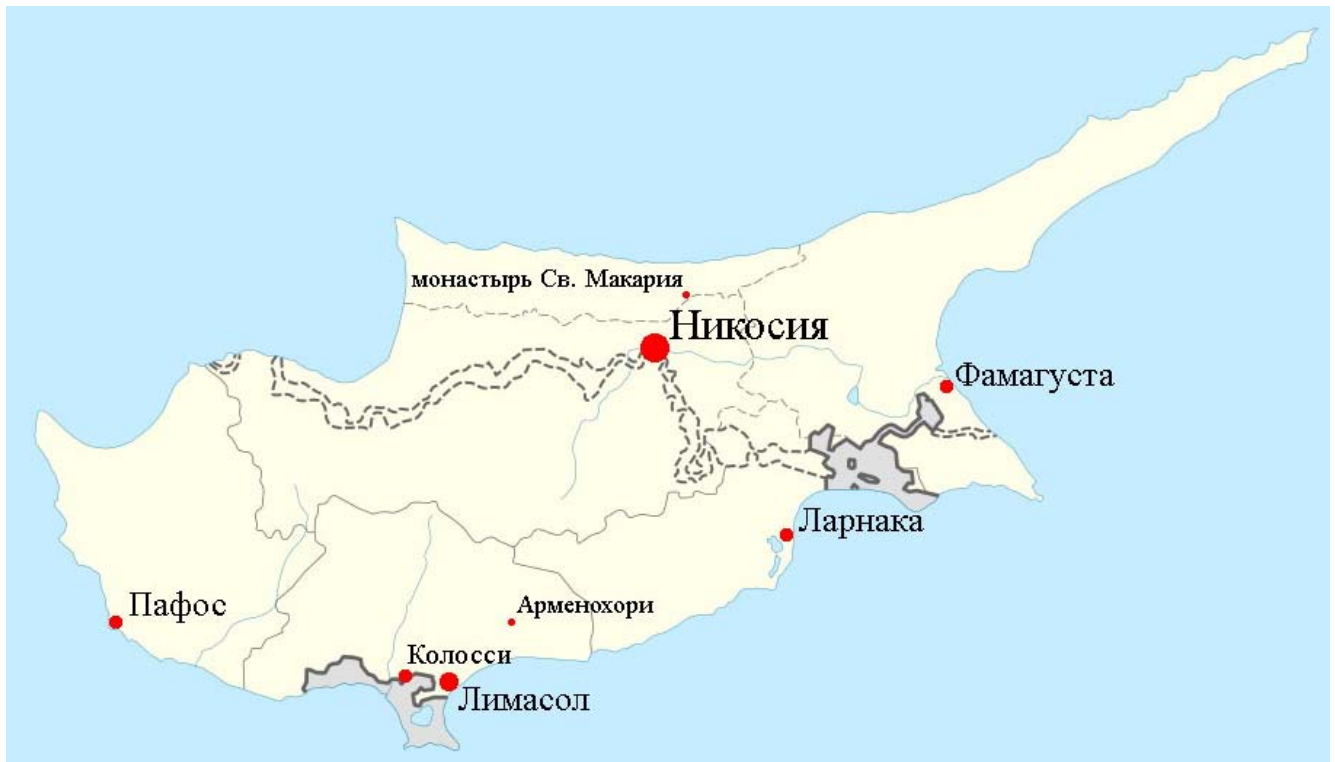 монастырь Св. Макария
Никосия
Фамагуста
Ларнака
Пафос
Арменохори
Колосси
Лимасол